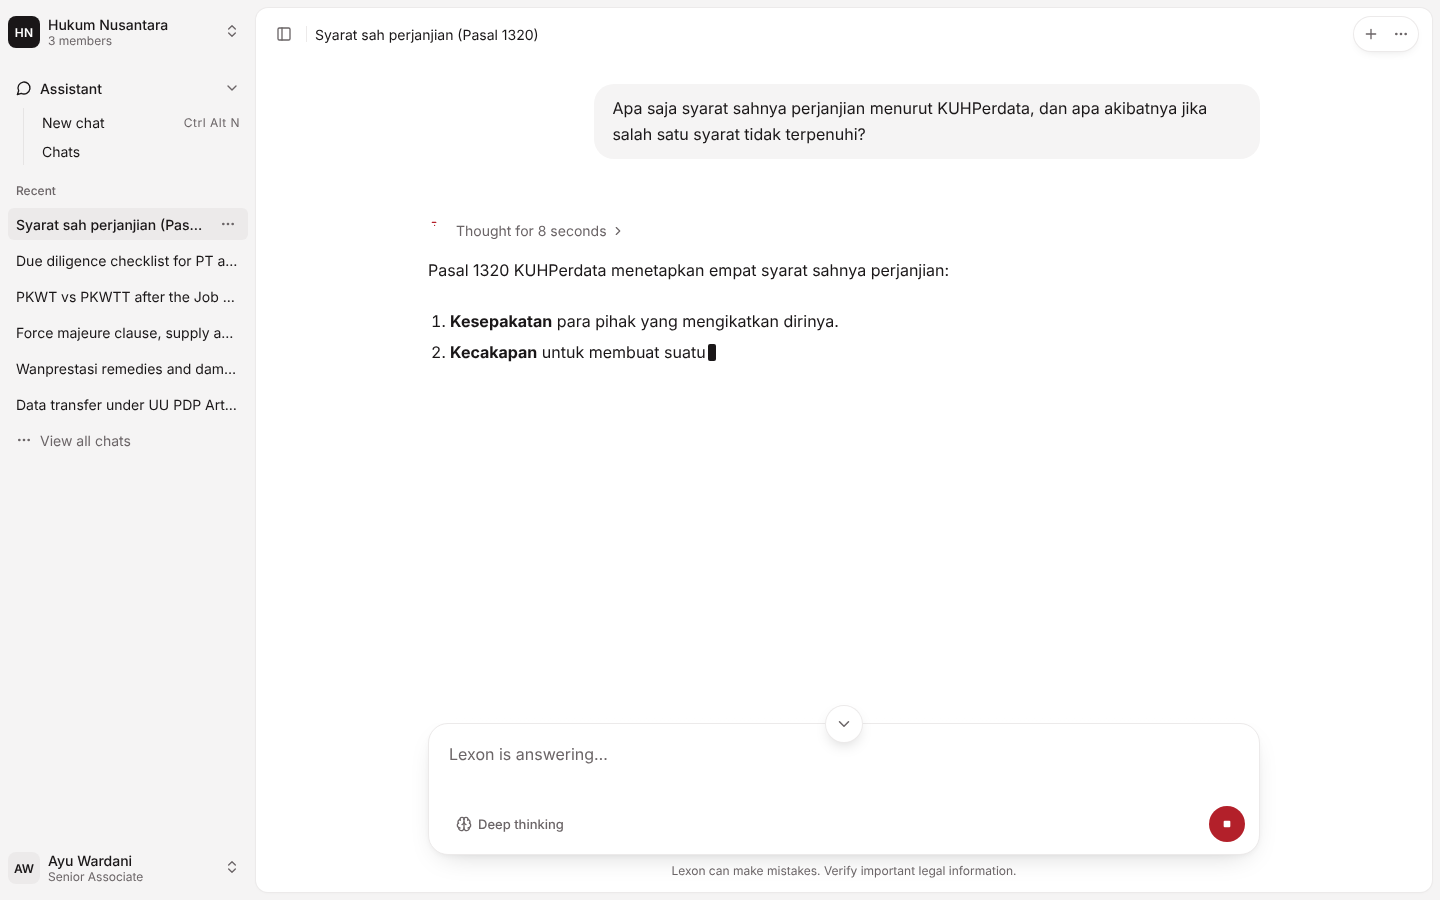 HN
Hukum Nusantara
3 members
Assistant
New chat
Ctrl Alt N
Chats
Recent
Syarat sah perjanjian (Pas...
Due diligence checklist for PT a...
PKWT vs PKWTT after the Job ...
Force majeure clause, supply a...
Wanprestasi remedies and dam...
Data transfer under UU PDP Art...
View all chats
AW
Ayu Wardani
Senior Associate
Syarat sah perjanjian (Pasal 1320)
Apa saja syarat sahnya perjanjian menurut KUHPerdata, dan apa akibatnya jika
salah satu syarat tidak terpenuhi?
Thought for 8 seconds
Pasal 1320 KUHPerdata menetapkan empat syarat sahnya perjanjian:
1. Kesepakatan para pihak yang mengikatkan dirinya.
2. Kecakapan untuk membuat suatu
Lexon is answering...
Deep thinking
Lexon can make mistakes. Verify important legal information.